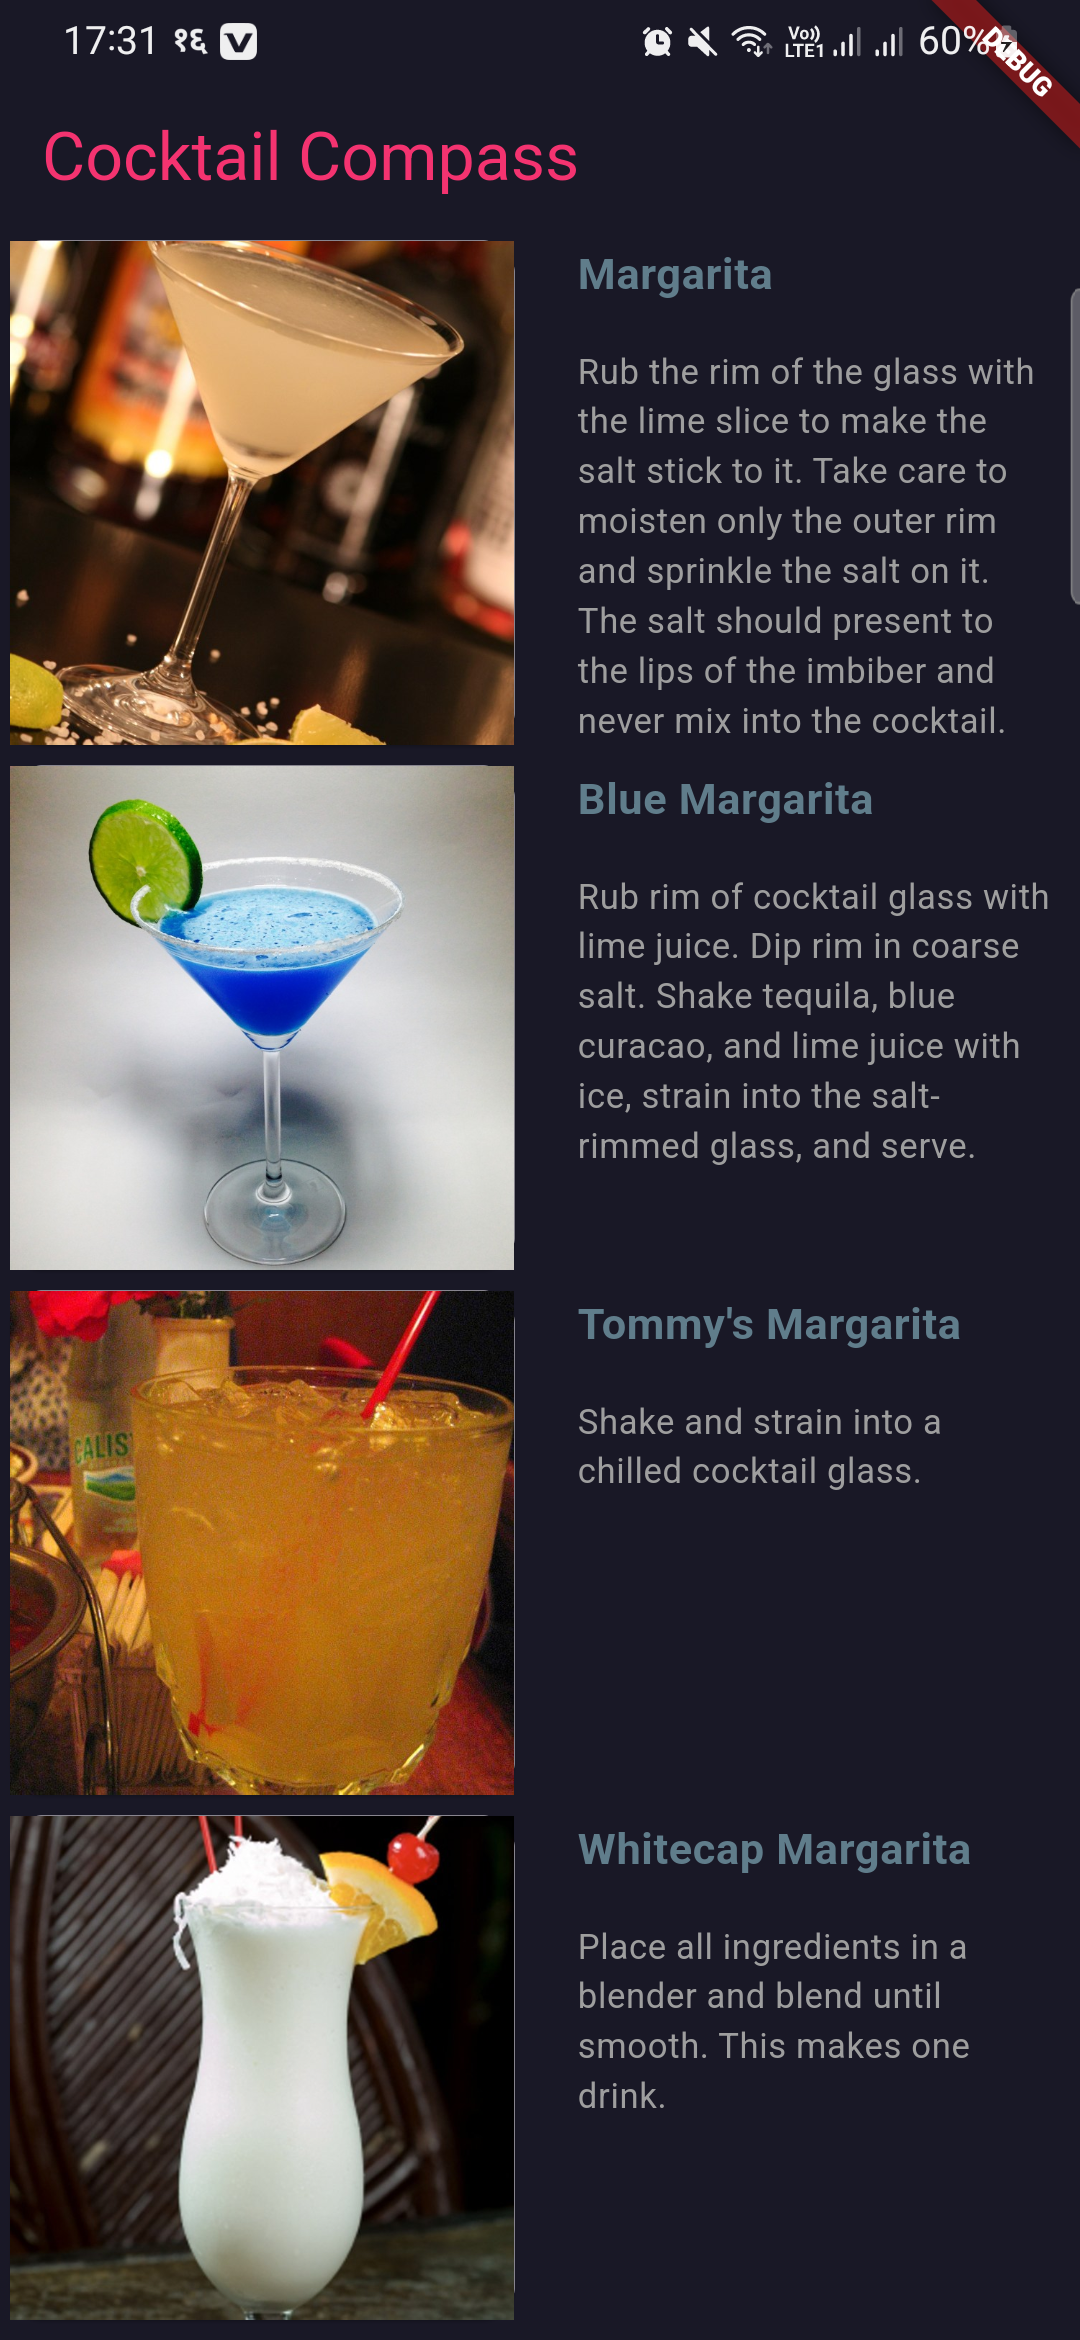 17:31 १६
Vo)) LTE1 60%
DEBUG
Cocktail Compass
Margarita
Rub the rim of the glass with
the lime slice to make the
salt stick to it. Take care to
moisten only the outer rim
and sprinkle the salt on it.
The salt should present to
the lips of the imbiber and
never mix into the cocktail.
Blue Margarita
Rub rim of cocktail glass with
lime juice. Dip rim in coarse
salt. Shake tequila, blue
curacao, and lime juice with
ice, strain into the salt-
rimmed glass, and serve.
Tommy's Margarita
Shake and strain into a
chilled cocktail glass.
CALIS
Whitecap Margarita
Place all ingredients in a
blender and blend until
smooth. This makes one
drink.